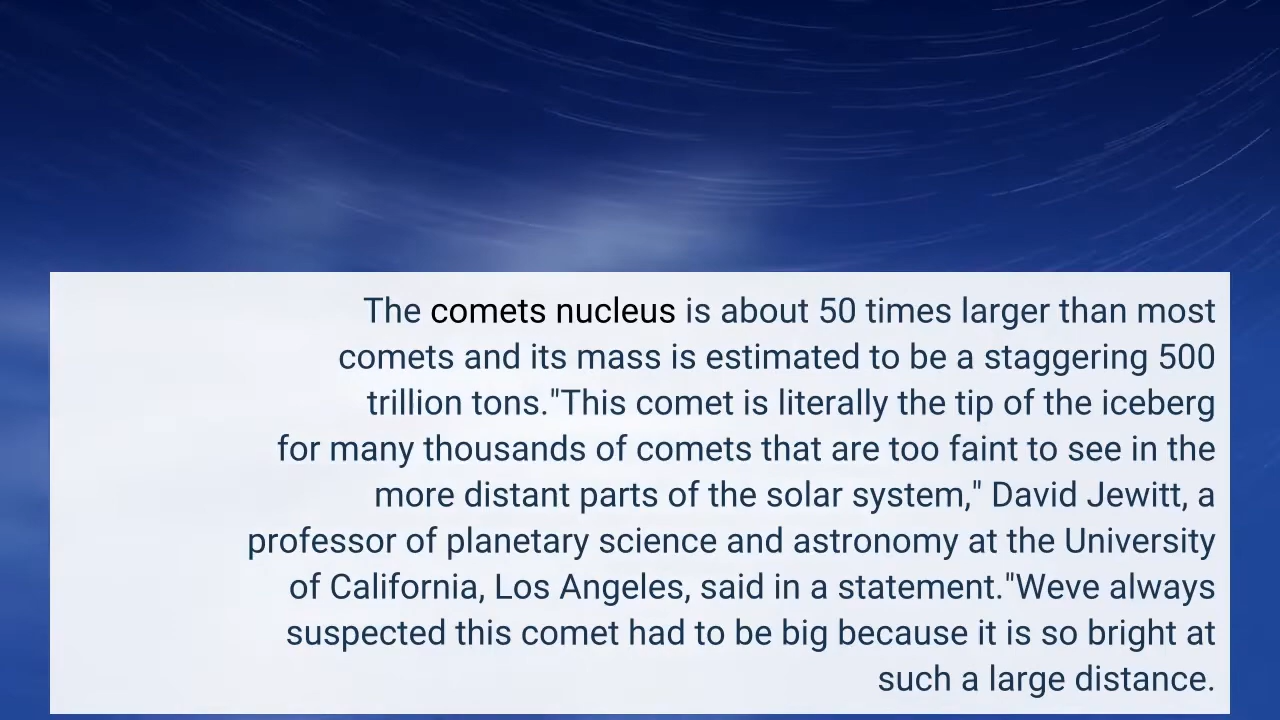 The comets nucleus is about 50 times larger than most
comets and its mass is estimated to be a staggering 500
trillion tons."This comet is literally the tip of the iceberg
for many thousands of comets that are too faint to see in the
more distant parts of the solar system," David Jewitt, a
professor of planetary science and astronomy at the University
of California, Los Angeles, said in a statement."Weve always
suspected this comet had to be big because it is so bright at
such a large distance.